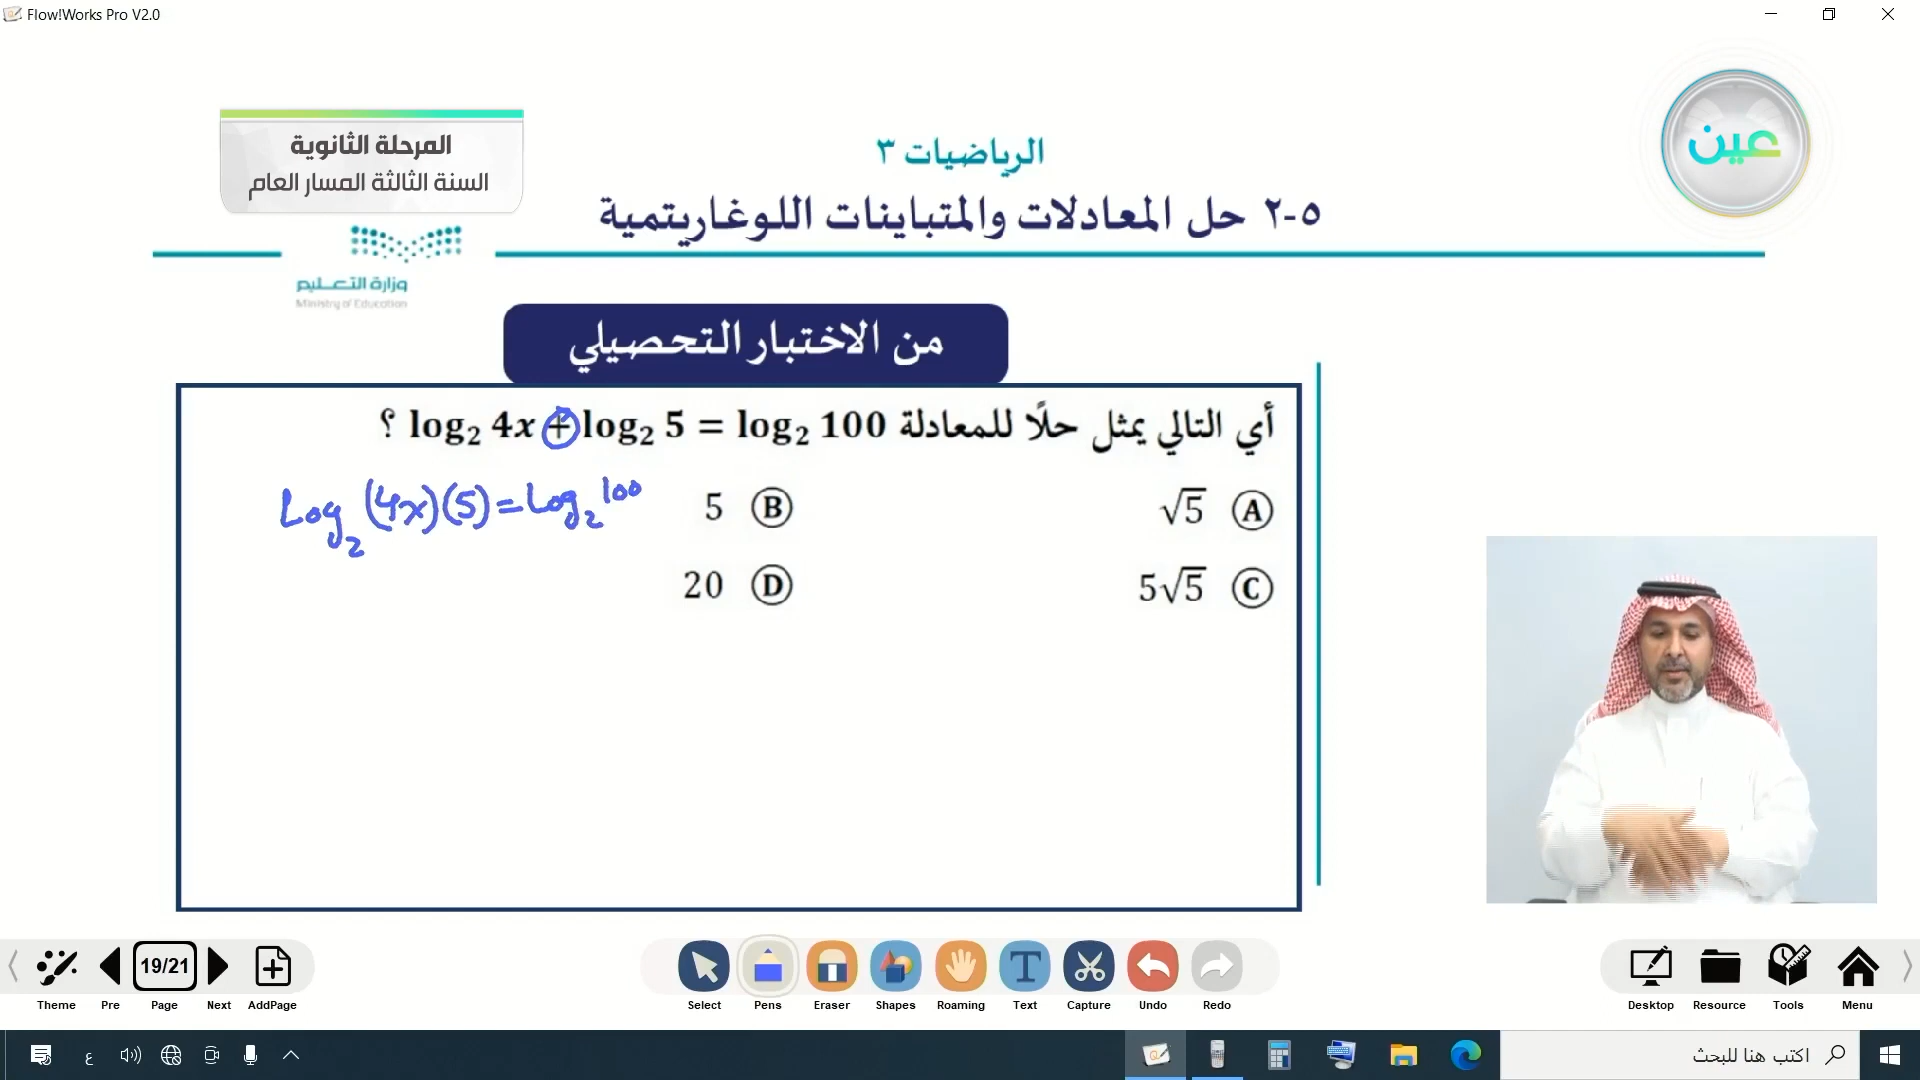 Flow!Works Pro V2.0
عين
المرحلة الثانوية
السنة الثالثة المسار العام
الرياضيات ٣
٥-٢ حل المعادلات والمتباينات اللوغاريتمية
وزارة التعليم
Ministry of Education
من الاختبار التحصيلي
أي التالي يمثل حلًا للمعادلة log₂ 4x + log₂ 5 = log₂ 100 ؟
Log₂ (4x)(5) = Log₂ 100
A √5
B 5
C 5√5
D 20
19/21
Theme Pre Page Next AddPage
Select Pens Eraser Shapes Roaming Text Capture Undo Redo
Desktop Resource Tools Menu
ع
اكتب هنا للبحث